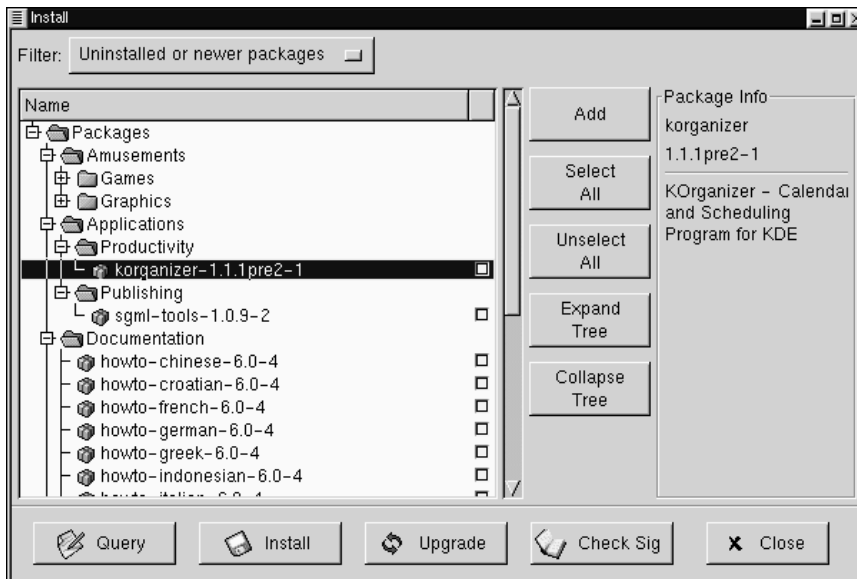 Install
Filter: Uninstalled or newer packages
Name
Packages
Amusements
Games
Graphics
Applications
Productivity
korganizer-1.1.1pre2-1
Publishing
sgml-tools-1.0.9-2
Documentation
howto-chinese-6.0-4
howto-croatian-6.0-4
howto-french-6.0-4
howto-german-6.0-4
howto-greek-6.0-4
howto-indonesian-6.0-4
Add
Select
All
Unselect
All
Expand
Tree
Collapse
Tree
Package Info
korganizer
1.1.1pre2-1
KOrganizer - Calendar
and Scheduling
Program for KDE
Query
Install
Upgrade
Check Sig
Close